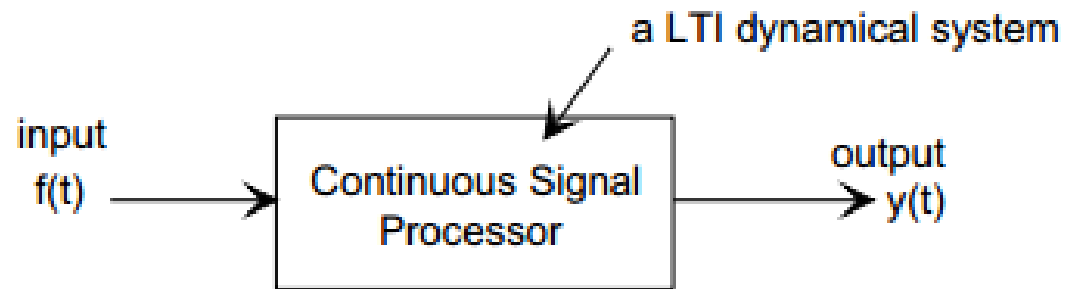 a LTI dynamical system
input
f(t)
Continuous Signal
Processor
output
y(t)